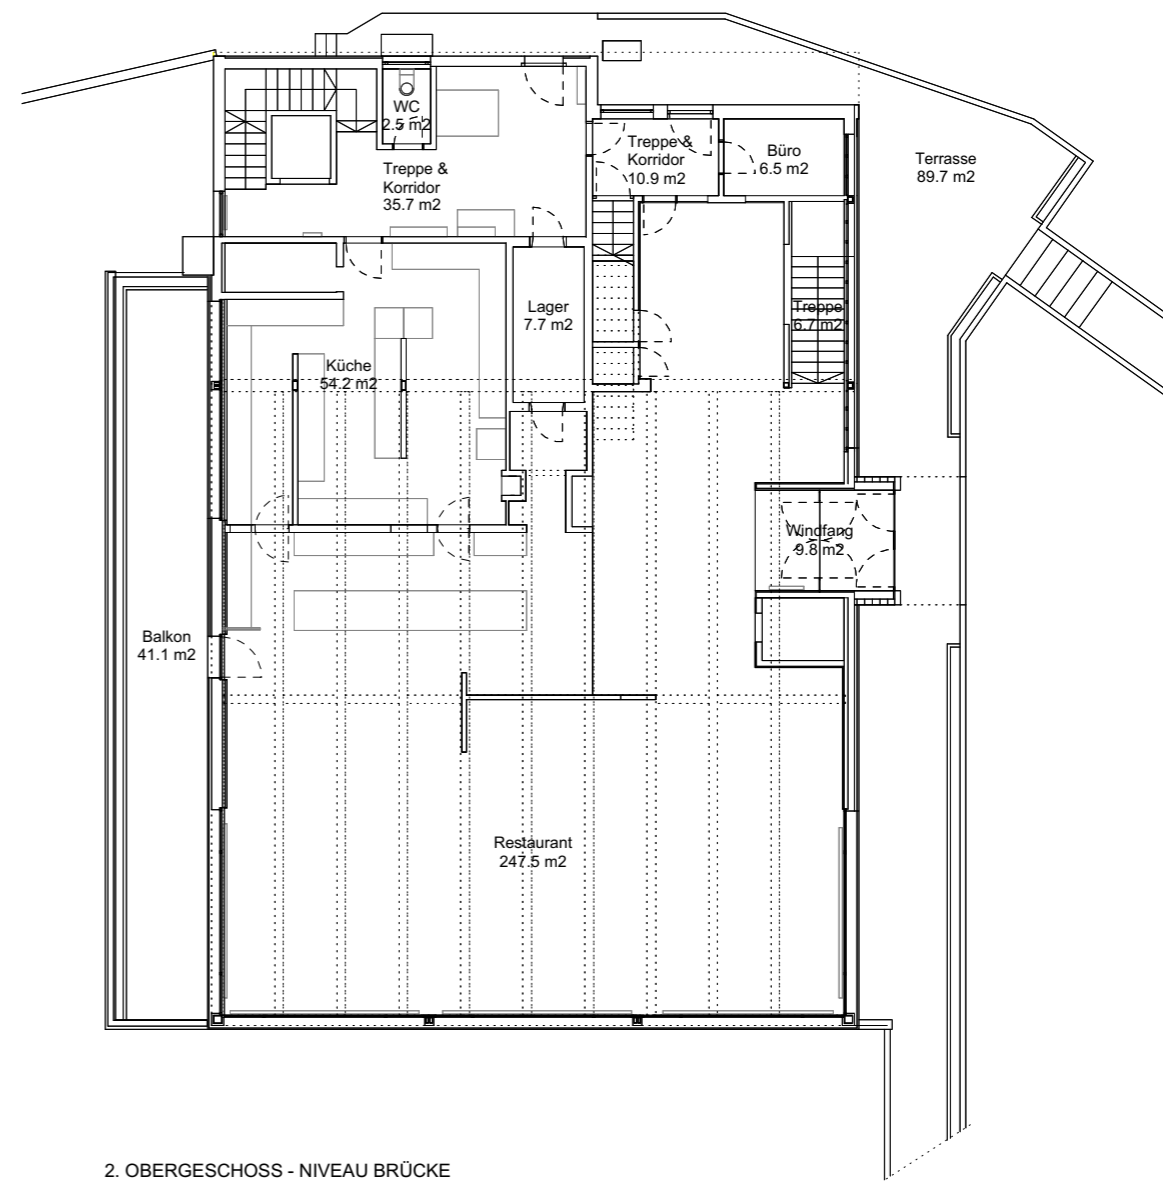 WC
2.5 m2
Treppe &
Korridor
35.7 m2
Treppe &
Korridor
10.9 m2
Büro
6.5 m2
Terrasse
89.7 m2
Lager
7.7 m2
Treppe
6.7 m2
Küche
54.2 m2
Windfang
9.8 m2
Balkon
41.1 m2
Restaurant
247.5 m2
2. OBERGESCHOSS - NIVEAU BRÜCKE